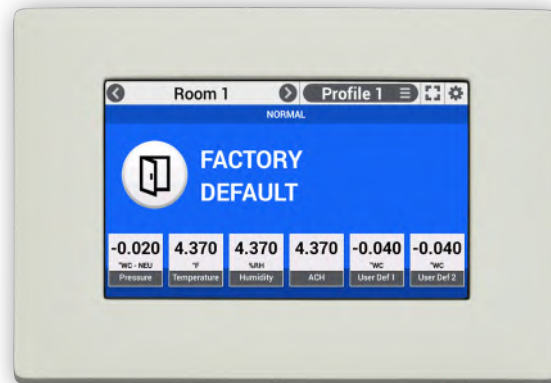 Room 1
Profile 1
NORMAL
FACTORY
DEFAULT
-0.020 4.370 4.370 4.370 -0.040 -0.040
"WC - NEU °F %RH "WC "WC
Pressure Temperature Humidity ACH User Def 1 User Def 2